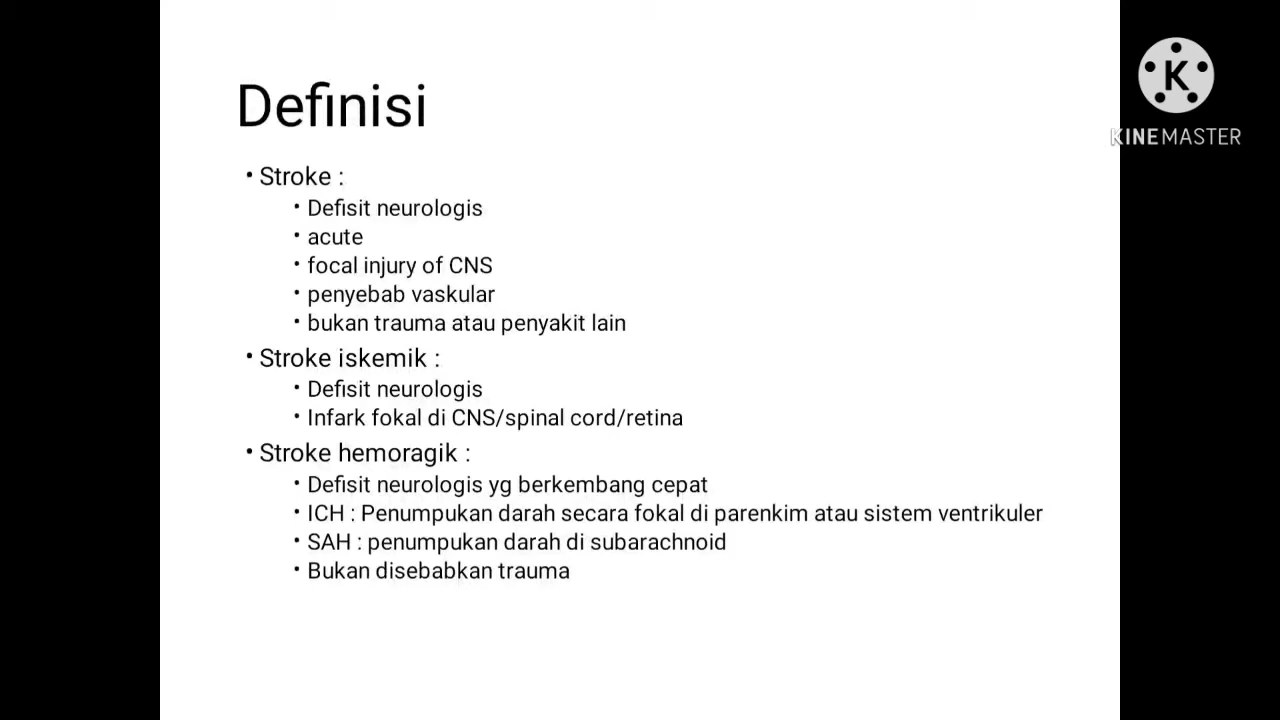 Definisi
• Stroke :
• Defisit neurologis
• acute
• focal injury of CNS
• penyebab vaskular
• bukan trauma atau penyakit lain
• Stroke iskemik :
• Defisit neurologis
• Infark fokal di CNS/spinal cord/retina
• Stroke hemoragik :
• Defisit neurologis yg berkembang cepat
• ICH : Penumpukan darah secara fokal di parenkim atau sistem ventrikuler
• SAH : penumpukan darah di subarachnoid
• Bukan disebabkan trauma
K
KINEMASTER